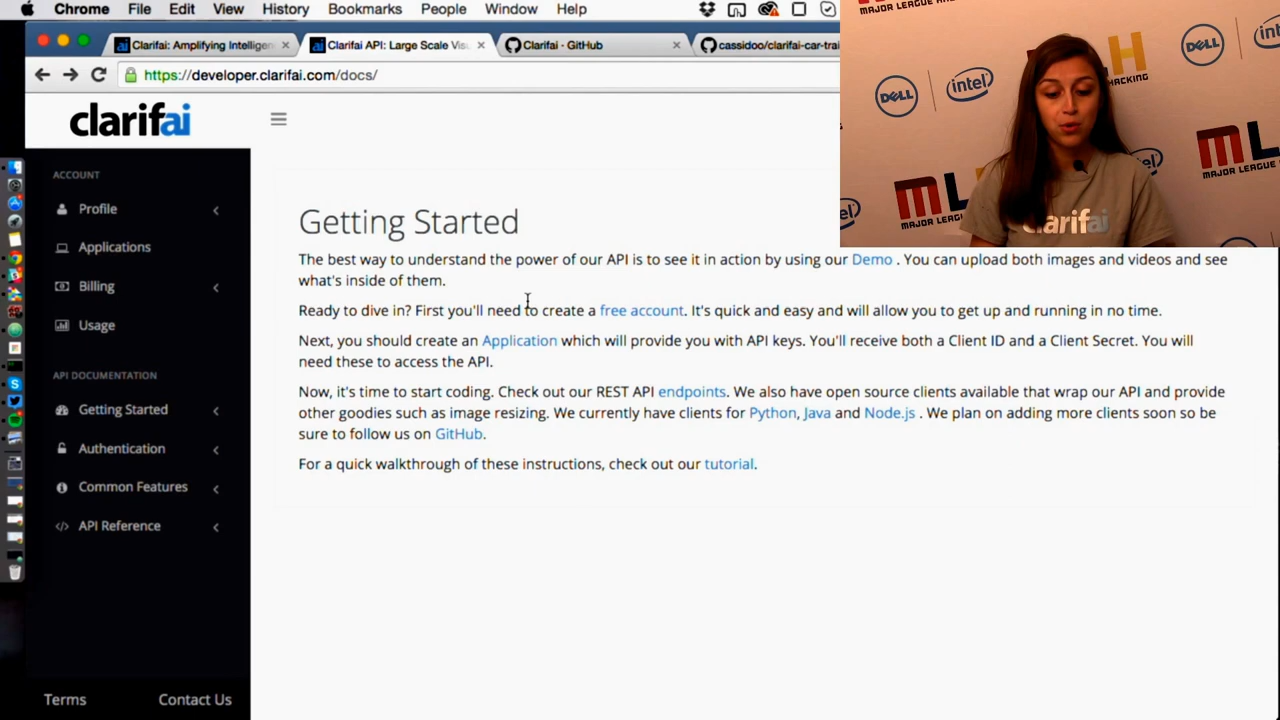 Chrome File Edit View History Bookmarks People Window Help
Clarifai: Amplifying Intelligen
Clarifai API: Large Scale Visu
Clarifai - GitHub
cassidoo/clarifai-car-trai
https://developer.clarifai.com/docs/
clarifai
ACCOUNT
Profile
Applications
Billing
Usage
API DOCUMENTATION
Getting Started
Authentication
Common Features
API Reference
Terms Contact Us
Getting Started
The best way to understand the power of our API is to see it in action by using our Demo . You can upload both images and videos and see
what's inside of them.
Ready to dive in? First you'll need to create a free account. It's quick and easy and will allow you to get up and running in no time.
Next, you should create an Application which will provide you with API keys. You'll receive both a Client ID and a Client Secret. You will
need these to access the API.
Now, it's time to start coding. Check out our REST API endpoints. We also have open source clients available that wrap our API and provide
other goodies such as image resizing. We currently have clients for Python, Java and Node.js . We plan on adding more clients soon so be
sure to follow us on GitHub.
For a quick walkthrough of these instructions, check out our tutorial.
MAJOR LEAGUE HA
H
HACKING
DELL
intel
DELL
inte
ML
MAJOR LEAGUE
ML
MAJOR LEAG
clarifai